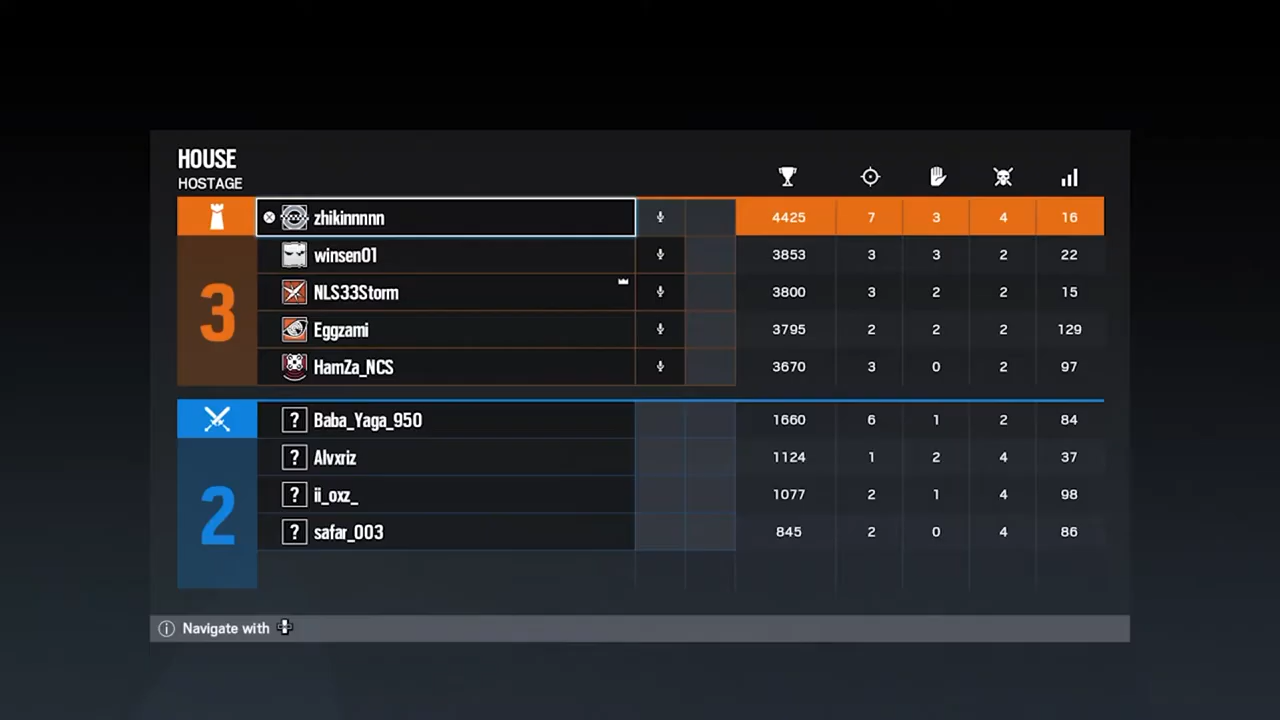 HOUSE
HOSTAGE
zhikinnnnn 4425 7 3 4 16
winsen01 3853 3 3 2 22
NLS33Storm 3800 3 2 2 15
3
Eggzami 3795 2 2 2 129
HamZa_NCS 3670 3 0 2 97
? Baba_Yaga_950 1660 6 1 2 84
? Alvxriz 1124 1 2 4 37
? ii_oxz_ 1077 2 1 4 98
2
? safar_003 845 2 0 4 86
Navigate with